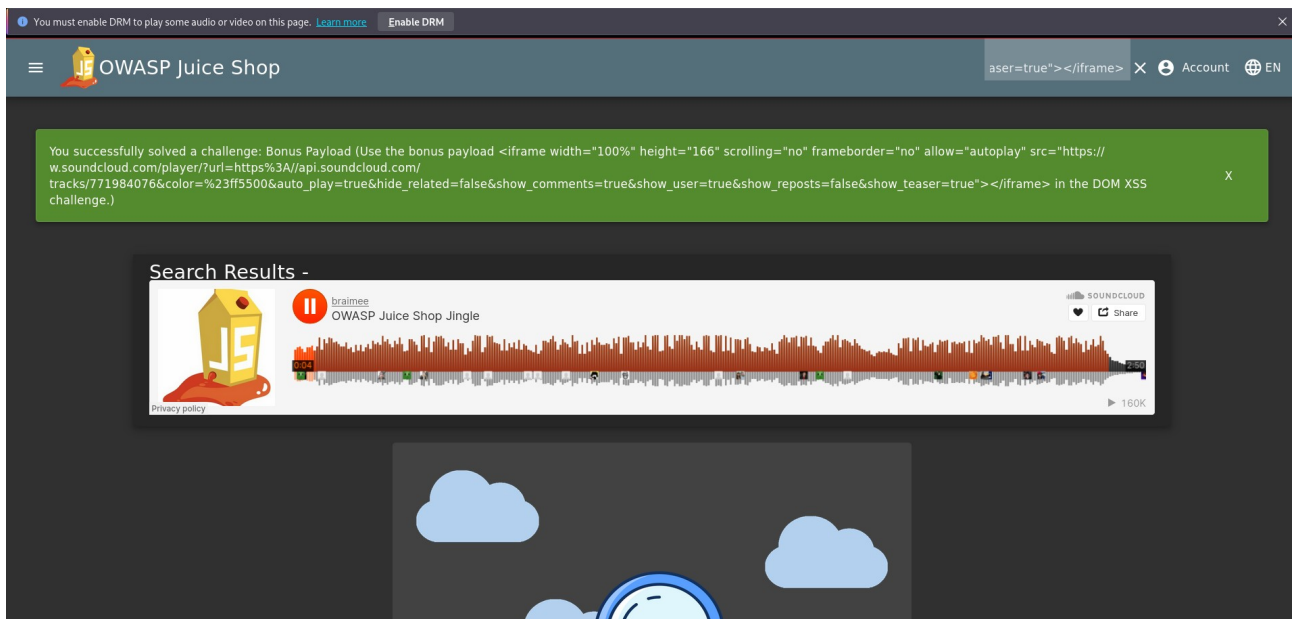 You must enable DRM to play some audio or video on this page. Learn more Enable DRM
OWASP Juice Shop
aser=true"></iframe>
Account
EN
You successfully solved a challenge: Bonus Payload (Use the bonus payload <iframe width="100%" height="166" scrolling="no" frameborder="no" allow="autoplay" src="https://
w.soundcloud.com/player/?url=https%3A//api.soundcloud.com/
tracks/771984076&color=%23ff5500&auto_play=true&hide_related=false&show_comments=true&show_user=true&show_reposts=false&show_teaser=true"></iframe> in the DOM XSS
challenge.)
X
Search Results -
JS
braimee
OWASP Juice Shop Jingle
SOUNDCLOUD
Share
0:04
2:50
Privacy policy
160K